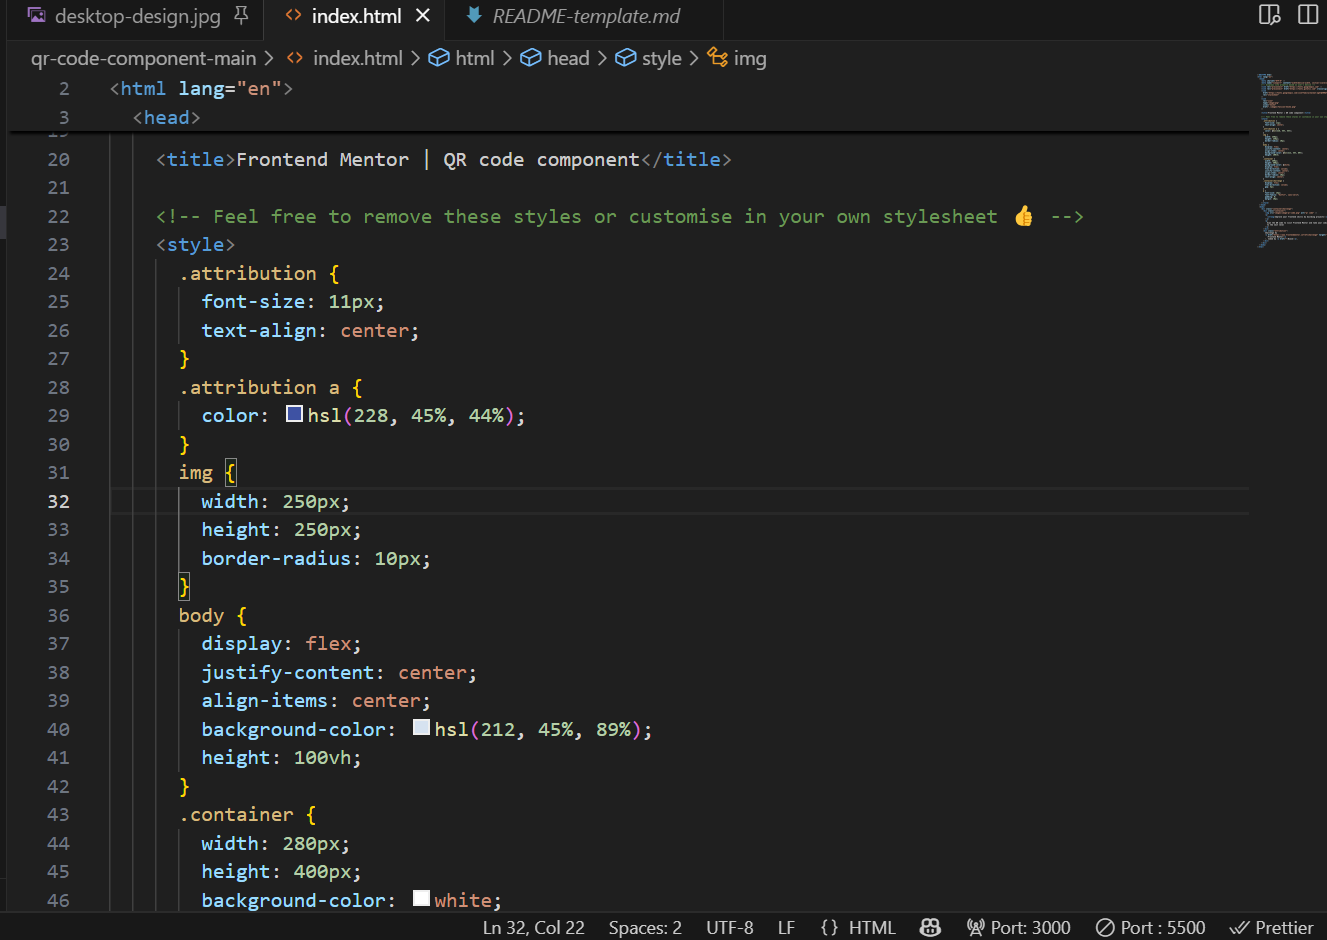 desktop-design.jpg index.html README-template.md
qr-code-component-main > index.html > html > head > style > img
2 <html lang="en">
3 <head>
20 <title>Frontend Mentor | QR code component</title>
21
22 <!-- Feel free to remove these styles or customise in your own stylesheet 👍 -->
23 <style>
24 .attribution {
25 font-size: 11px;
26 text-align: center;
27 }
28 .attribution a {
29 color: hsl(228, 45%, 44%);
30 }
31 img {
32 width: 250px;
33 height: 250px;
34 border-radius: 10px;
35 }
36 body {
37 display: flex;
38 justify-content: center;
39 align-items: center;
40 background-color: hsl(212, 45%, 89%);
41 height: 100vh;
42 }
43 .container {
44 width: 280px;
45 height: 400px;
46 background-color: white;
Ln 32, Col 22 Spaces: 2 UTF-8 LF {} HTML Port: 3000 Port : 5500 Prettier